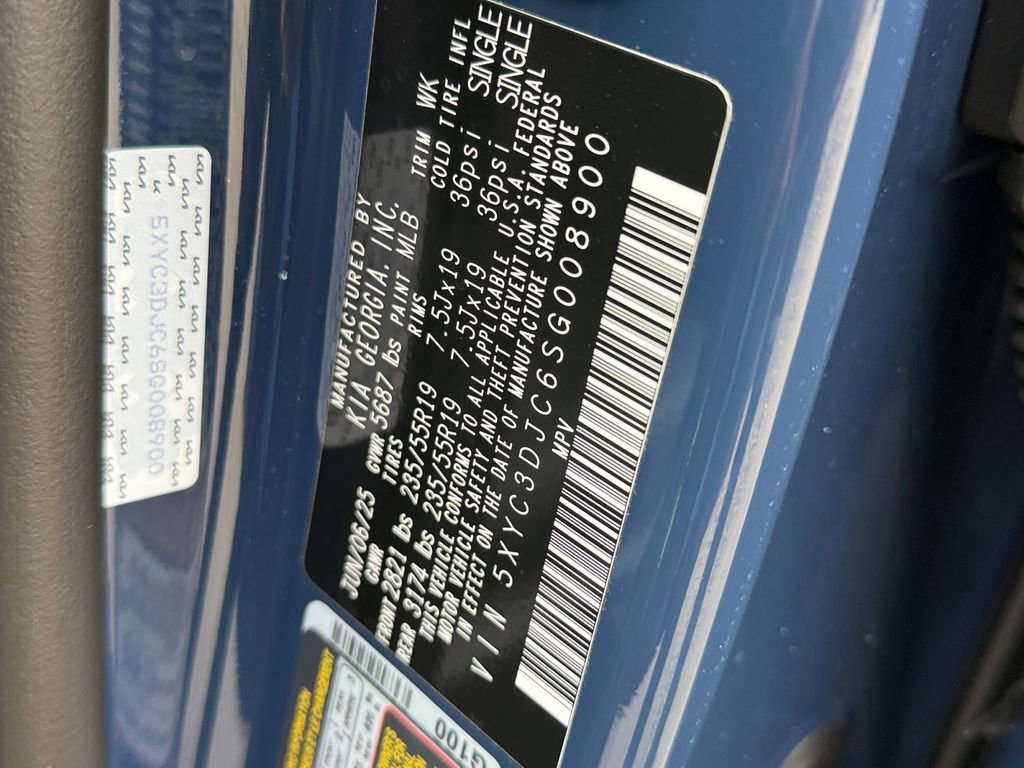 MANUFACTURED BY
KIA GEORGIA. INC.
JUN/06/25 GVWR 5687 lbs PAINT MLB TRIM WK
GAWR TIRES RIMS COLD TIRE INFL
FRONT 2821 lbs 235/55R19 7.5Jx19 36psi SINGLE
REAR 3174 lbs 235/55R19 7.5Jx19 36psi SINGLE
THIS VEHICLE CONFORMS TO ALL APPLICABLE U.S.A. FEDERAL
MOTOR VEHICLE SAFETY AND THEFT PREVENTION STANDARDS
IN EFFECT ON THE DATE OF MANUFACTURE SHOWN ABOVE
VIN 5XYC3DJC6SG008900
MPV
5XYC3DJC6SG008900
G100